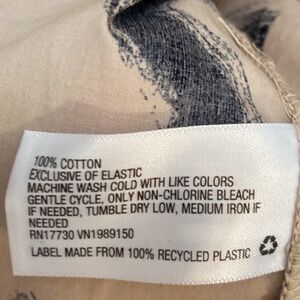 100% COTTON
EXCLUSIVE OF ELASTIC
MACHINE WASH COLD WITH LIKE COLORS
GENTLE CYCLE, ONLY NON-CHLORINE BLEACH
IF NEEDED, TUMBLE DRY LOW, MEDIUM IRON IF
NEEDED
RN17730 VN1989150
LABEL MADE FROM 100% RECYCLED PLASTIC